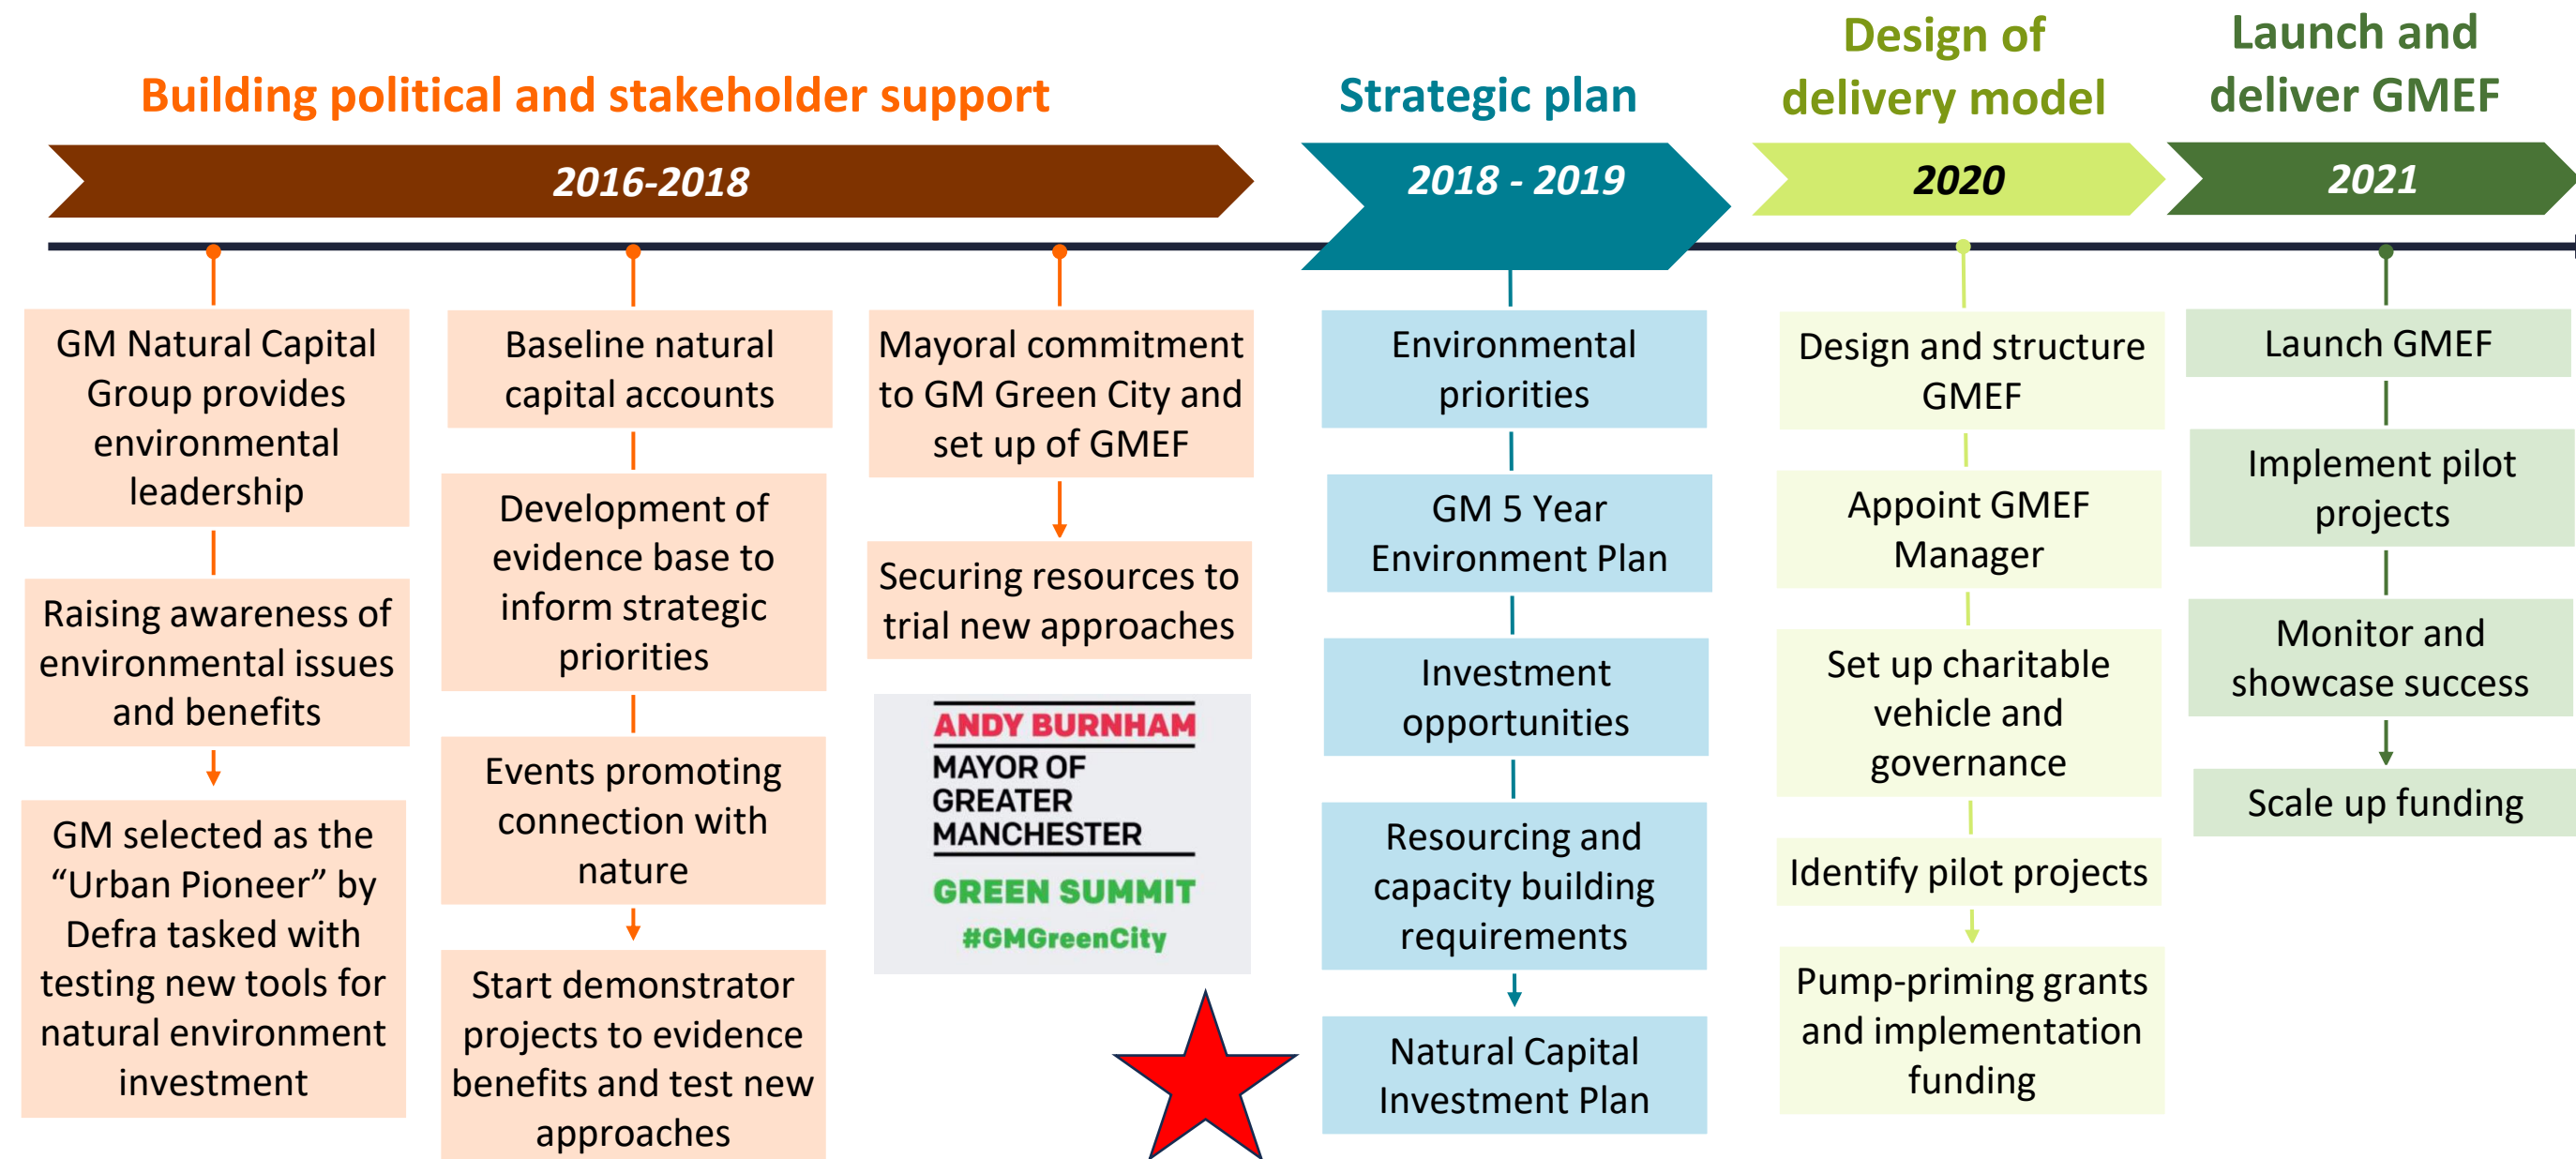 Building political and stakeholder support
2016-2018
GM Natural Capital
Group provides
environmental
leadership
Raising awareness of
environmental issues
and benefits
GM selected as the
“Urban Pioneer” by
Defra tasked with
testing new tools for
natural environment
investment
Baseline natural
capital accounts
Development of
evidence base to
inform strategic
priorities
Events promoting
connection with
nature
Start demonstrator
projects to evidence
benefits and test new
approaches
Mayoral commitment
to GM Green City and
set up of GMEF
Securing resources to
trial new approaches
ANDY BURNHAM
MAYOR OF
GREATER
MANCHESTER
GREEN SUMMIT
#GMGreenCity
Strategic plan
2018 - 2019
Environmental
priorities
GM 5 Year
Environment Plan
Investment
opportunities
Resourcing and
capacity building
requirements
Natural Capital
Investment Plan
Design of
delivery model
2020
Design and structure
GMEF
Appoint GMEF
Manager
Set up charitable
vehicle and
governance
Identify pilot projects
Pump-priming grants
and implementation
funding
Launch and
deliver GMEF
2021
Launch GMEF
Implement pilot
projects
Monitor and
showcase success
Scale up funding